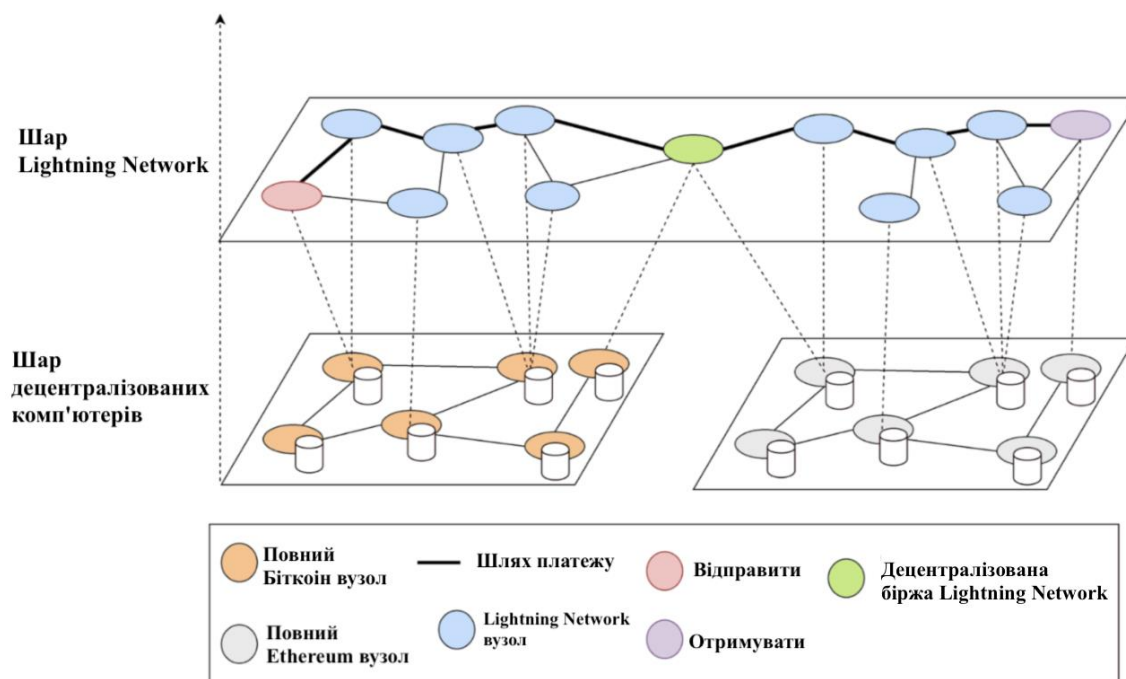 Шар
Lightning Network
Шар
децентралізованих
комп'ютерів
Повний
Біткоін вузол
Шлях платежу
Відправити
Децентралізована
біржа Lightning Network
Повний
Ethereum вузол
Lightning Network
вузол
Отримувати